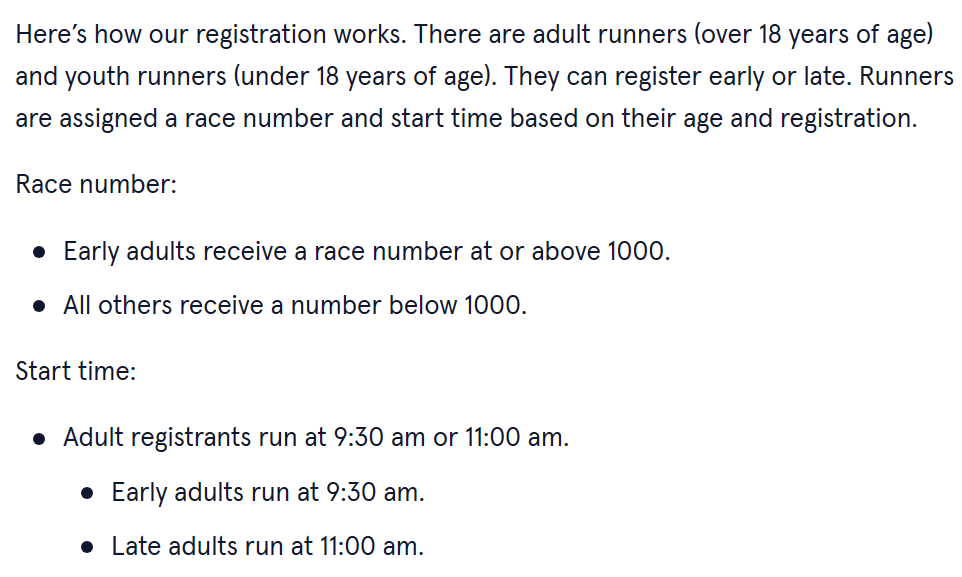 Here’s how our registration works. There are adult runners (over 18 years of age)
and youth runners (under 18 years of age). They can register early or late. Runners
are assigned a race number and start time based on their age and registration.
Race number:
● Early adults receive a race number at or above 1000.
● All others receive a number below 1000.
Start time:
● Adult registrants run at 9:30 am or 11:00 am.
● Early adults run at 9:30 am.
● Late adults run at 11:00 am.